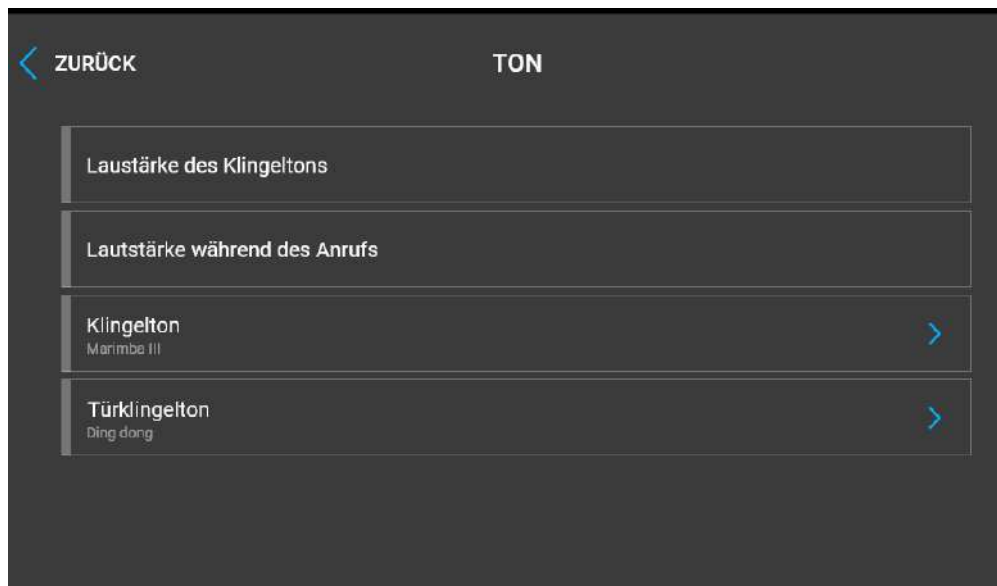 ZURÜCK
TON
Laustärke des Klingeltons
Lautstärke während des Anrufs
Klingelton
Marimba III
Türklingelton
Ding dong